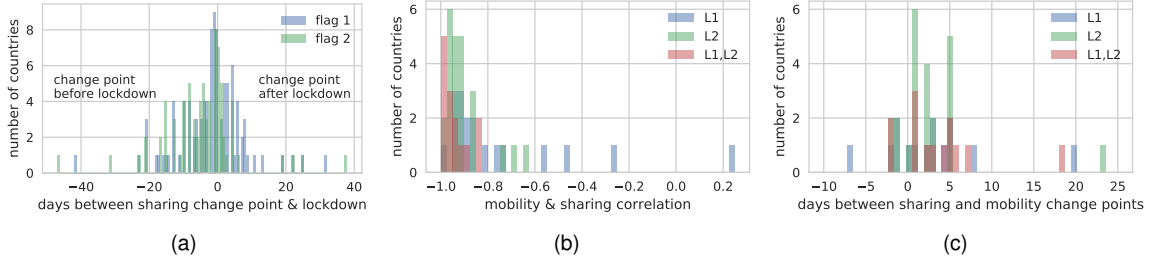 number of countries
8
6
4
2
0
flag 1
flag 2
change point
before lockdown
change point
after lockdown
−40 −20 0 20 40
days between sharing change point & lockdown
(a)
number of countries
6
4
2
0
L1
L2
L1,L2
−1.0 −0.8 −0.6 −0.4 −0.2 0.0 0.2
mobility & sharing correlation
(b)
number of countries
6
4
2
0
L1
L2
L1,L2
−10 −5 0 5 10 15 20 25
days between sharing and mobility change points
(c)